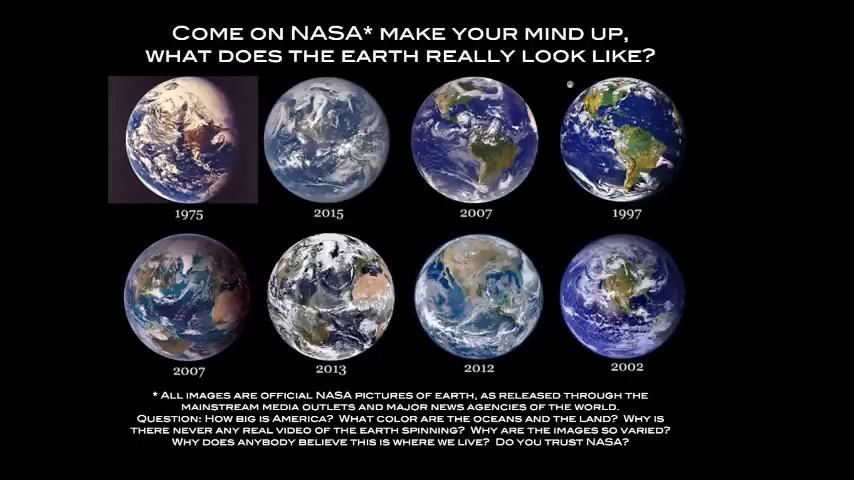 COME ON NASA* MAKE YOUR MIND UP,
WHAT DOES THE EARTH REALLY LOOK LIKE?
1975
2015
2007
1997
2007
2013
2012
2002
* ALL IMAGES ARE OFFICIAL NASA PICTURES OF EARTH, AS RELEASED THROUGH THE
MAINSTREAM MEDIA OUTLETS AND MAJOR NEWS AGENCIES OF THE WORLD.
QUESTION: HOW BIG IS AMERICA? WHAT COLOR ARE THE OCEANS AND THE LAND? WHY IS
THERE NEVER ANY REAL VIDEO OF THE EARTH SPINNING? WHY ARE THE IMAGES SO VARIED?
WHY DOES ANYBODY BELIEVE THIS IS WHERE WE LIVE? DO YOU TRUST NASA?